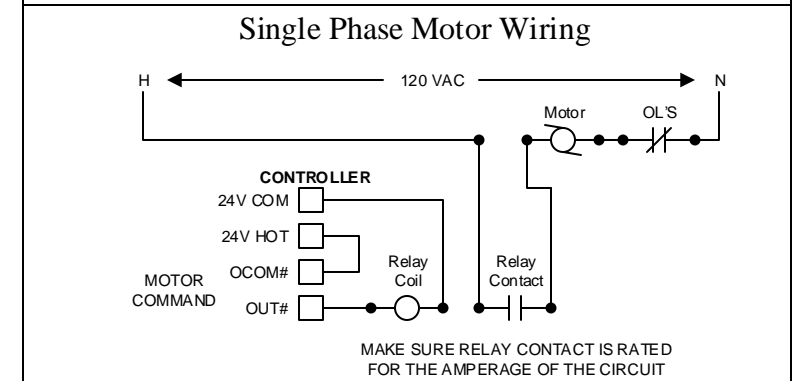 Single Phase Motor Wiring
H
120 VAC
N
Motor
OL'S
CONTROLLER
24V COM
24V HOT
OCOM#
OUT#
MOTOR
COMMAND
Relay
Coil
Relay
Contact
MAKE SURE RELAY CONTACT IS RATED
FOR THE AMPERAGE OF THE CIRCUIT